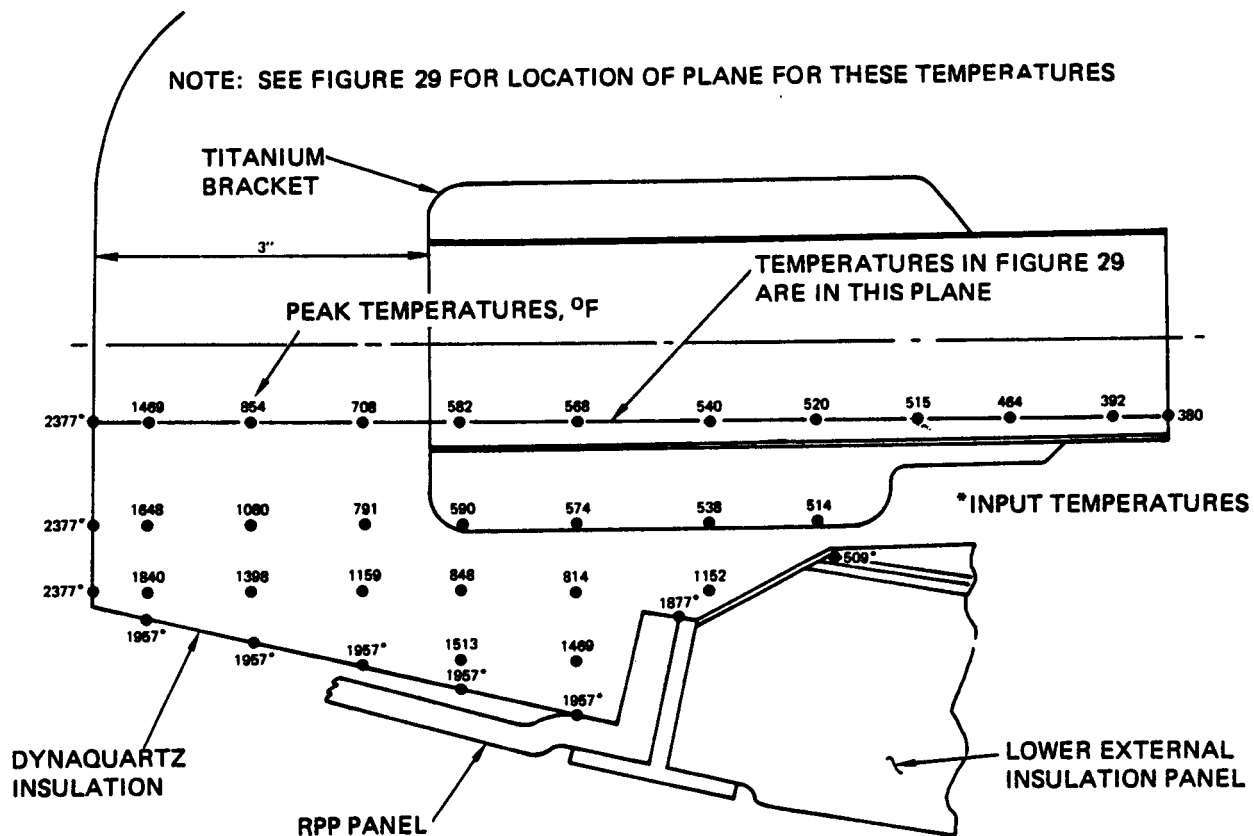 NOTE: SEE FIGURE 29 FOR LOCATION OF PLANE FOR THESE TEMPERATURES
TITANIUM
BRACKET
3"
TEMPERATURES IN FIGURE 29
ARE IN THIS PLANE
PEAK TEMPERATURES, °F
2377* 1469 854 708 582 568 540 520 515 464 392 380
2377* 1648 1080 791 590 574 538 514
*INPUT TEMPERATURES
2377* 1840 1398 1159 848 814 1152 509*
1877*
1957* 1957* 1957* 1513 1469
1957* 1957*
DYNAQUARTZ
INSULATION
LOWER EXTERNAL
INSULATION PANEL
RPP PANEL